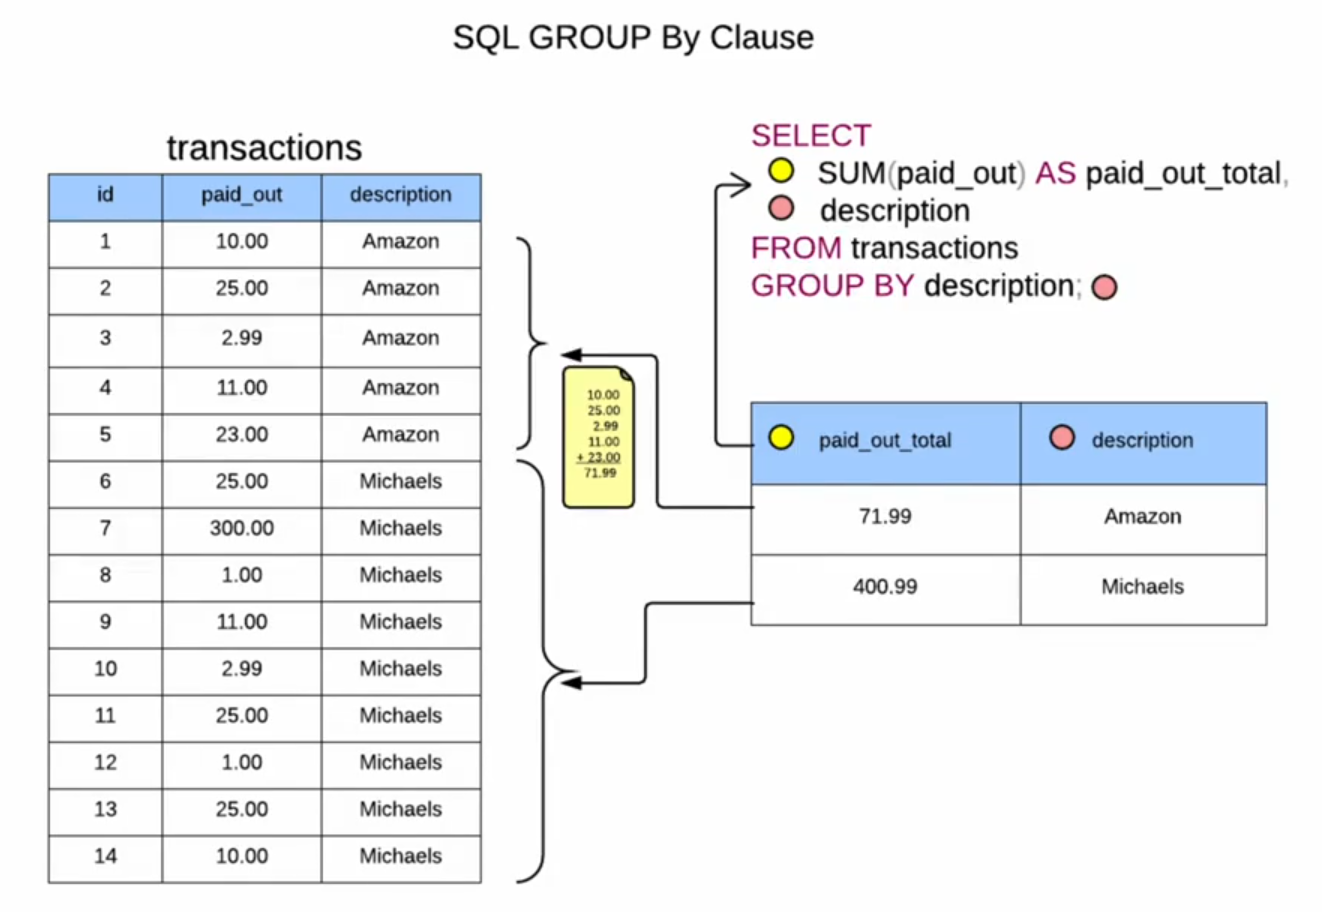 SQL GROUP By Clause
transactions
id paid_out description
1 10.00 Amazon
2 25.00 Amazon
3 2.99 Amazon
4 11.00 Amazon
5 23.00 Amazon
6 25.00 Michaels
7 300.00 Michaels
8 1.00 Michaels
9 11.00 Michaels
10 2.99 Michaels
11 25.00 Michaels
12 1.00 Michaels
13 25.00 Michaels
14 10.00 Michaels
10.00
25.00
2.99
11.00
+ 23.00
71.99
SELECT
SUM(paid_out) AS paid_out_total,
description
FROM transactions
GROUP BY description;
paid_out_total description
71.99 Amazon
400.99 Michaels